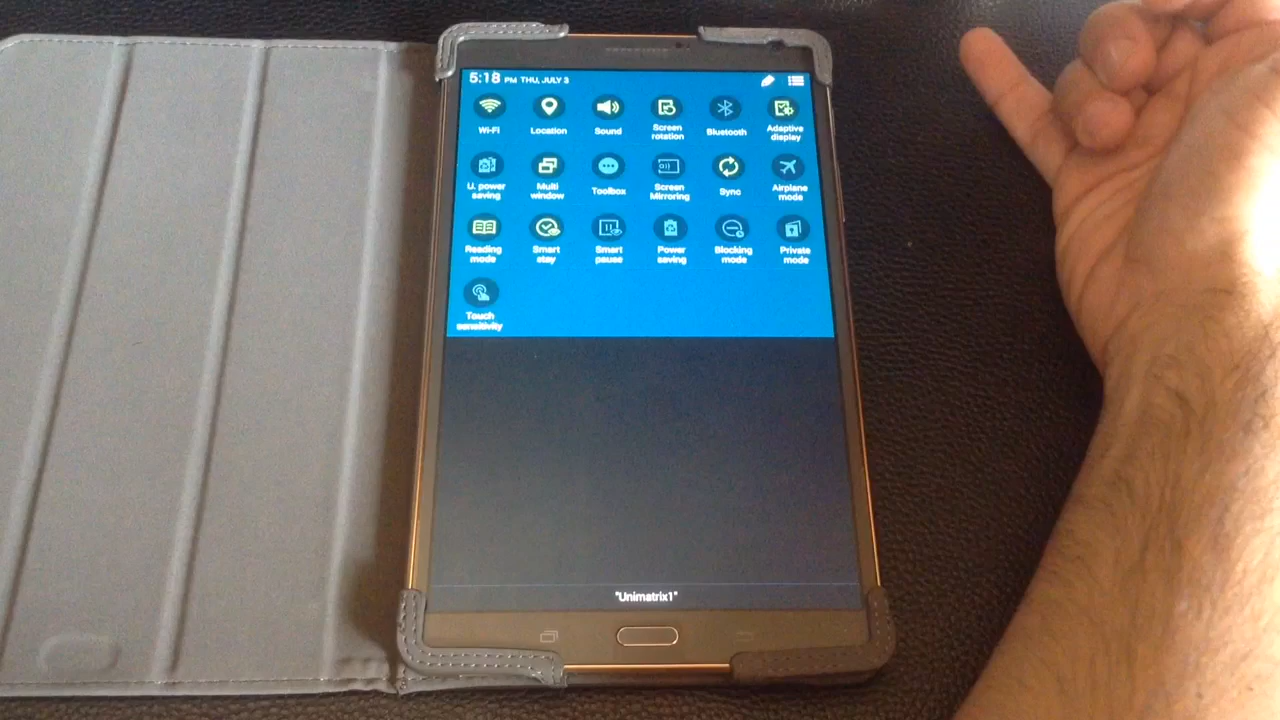 5:18 PM THU, JULY 3
Wi-Fi
Location
Sound
Screen
rotation
Bluetooth
Adaptive
display
U. power
saving
Multi
window
Toolbox
Screen
Mirroring
Sync
Airplane
mode
Reading
mode
Smart
stay
Smart
pause
Power
saving
Blocking
mode
Private
mode
Touch
sensitivity
"Unimatrix1"